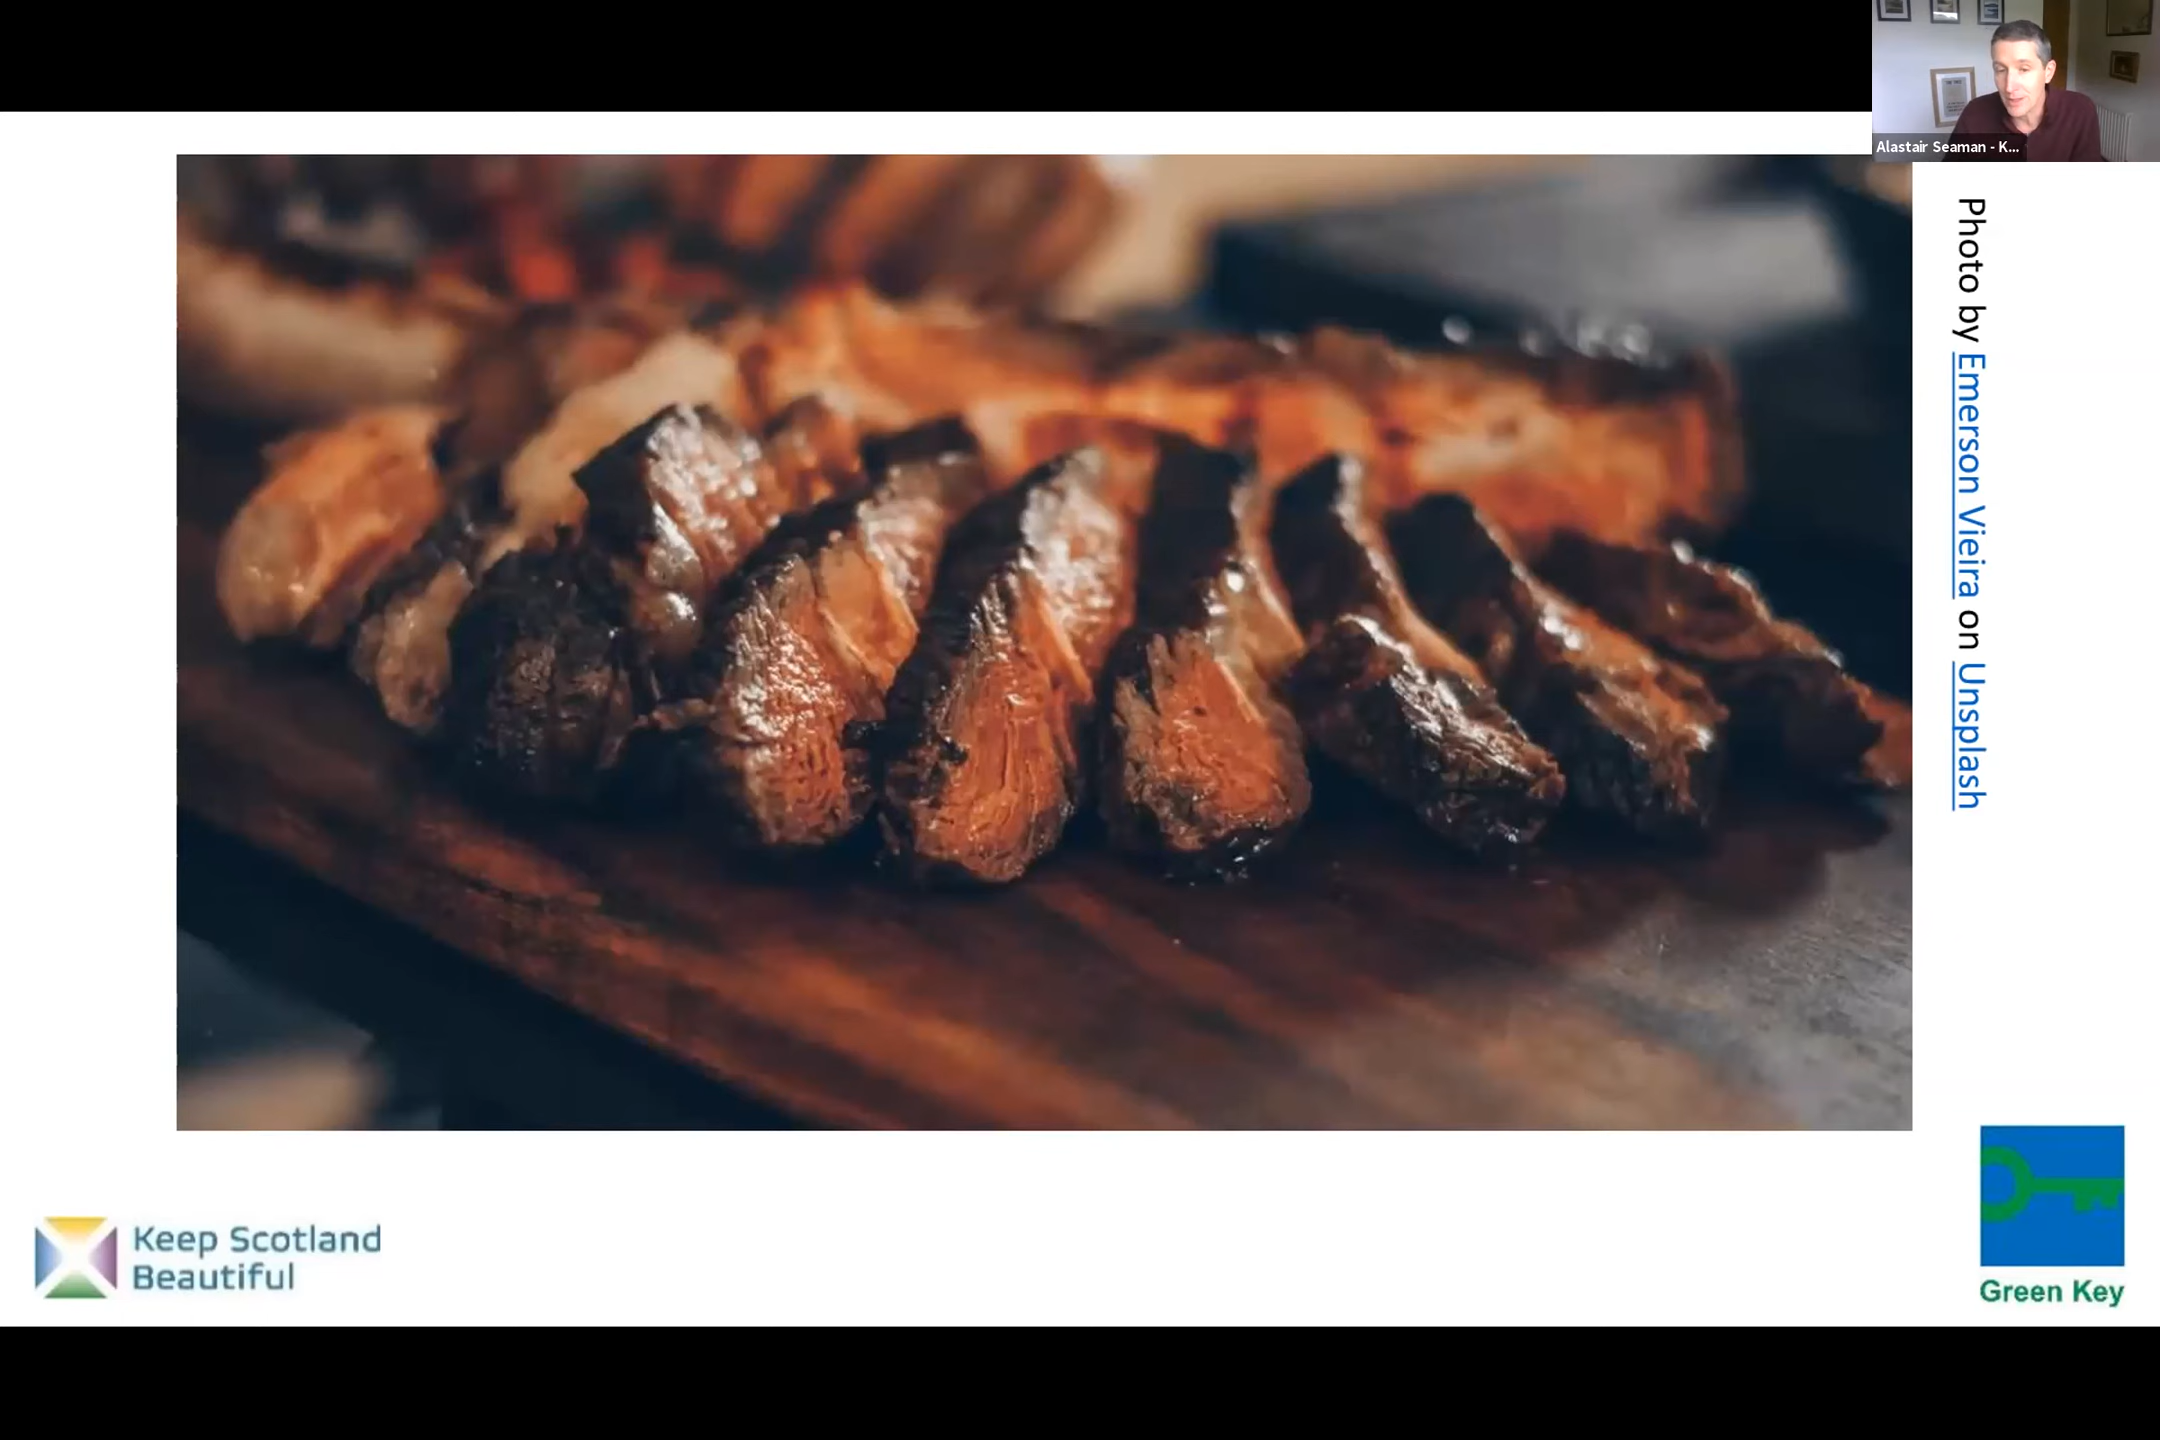 Alastair Seaman - K...
Photo by Emerson Vieira on Unsplash
Keep Scotland
Beautiful
Green Key